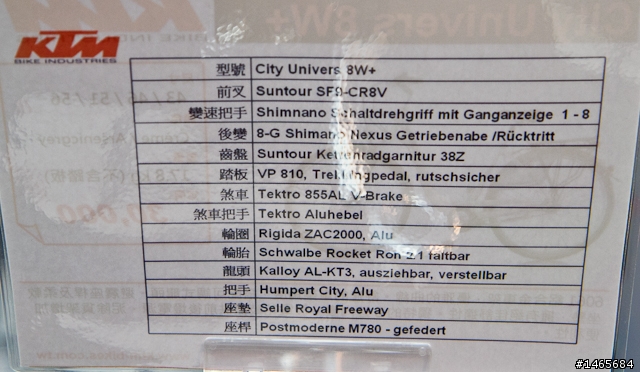 KTM
BIKE INDUSTRIES
型號 City Univers 8W+
前叉 Suntour SF9-CR8V
變速把手 Shimnano Schaltdrehgriff mit Ganganzeige 1 - 8
後變 8-G Shimano Nexus Getriebenabe /Rücktritt
齒盤 Suntour Kettenradgarnitur 38Z
踏板 VP 810, Trekkingpedal, rutschsicher
煞車 Tektro 855AL V-Brake
煞車把手 Tektro Aluhebel
輪圈 Rigida ZAC2000, Alu
輪胎 Schwalbe Rocket Ron 2.1 faltbar
龍頭 Kalloy AL-KT3, ausziehbar, verstellbar
把手 Humpert City, Alu
座墊 Selle Royal Freeway
座桿 Postmoderne M780 - gefedert
#1465684